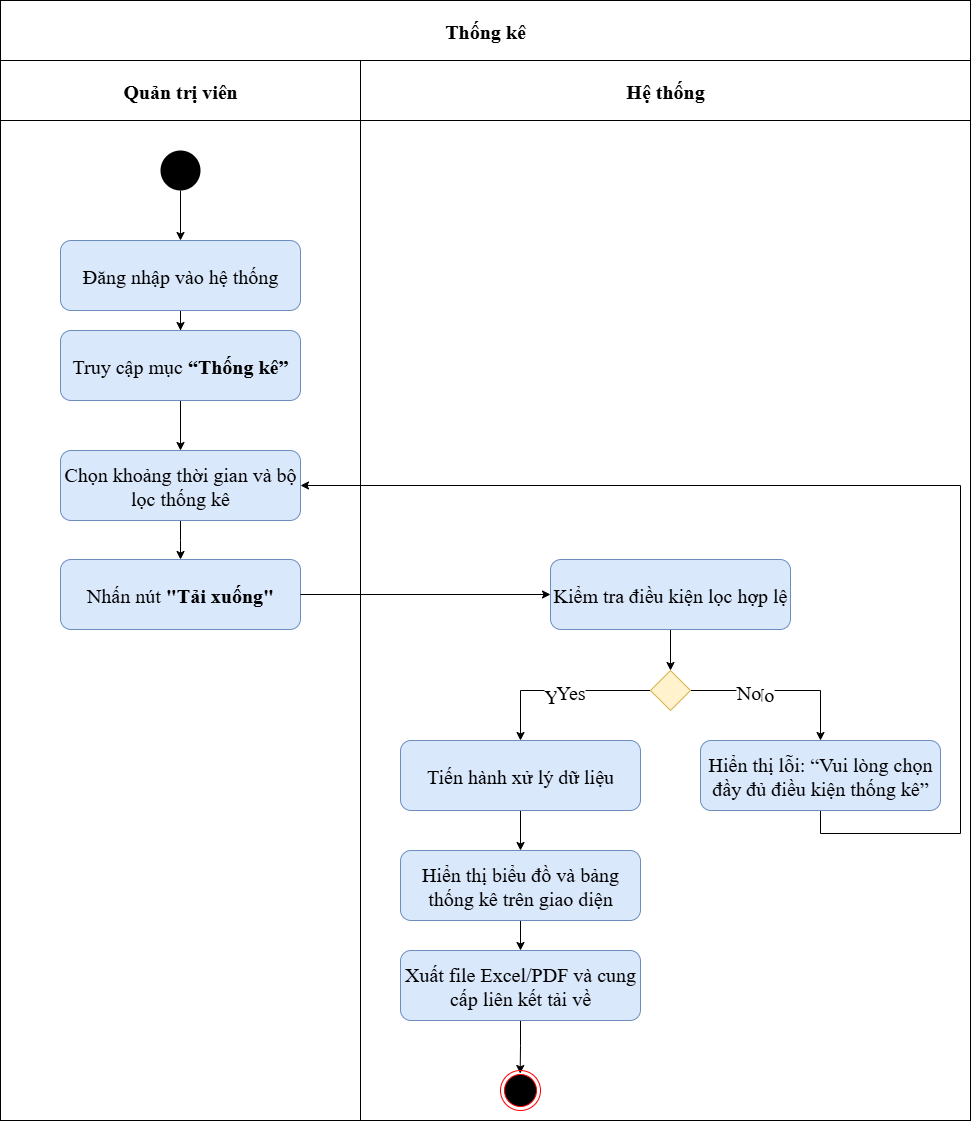 Thống kê
Quản trị viên
Hệ thống
Đăng nhập vào hệ thống
Truy cập mục “Thống kê”
Chọn khoảng thời gian và bộ
lọc thống kê
Nhấn nút "Tải xuống"
Kiểm tra điều kiện lọc hợp lệ
Yes
No
Tiến hành xử lý dữ liệu
Hiển thị lỗi: “Vui lòng chọn
đầy đủ điều kiện thống kê”
Hiển thị biểu đồ và bảng
thống kê trên giao diện
Xuất file Excel/PDF và cung
cấp liên kết tải về